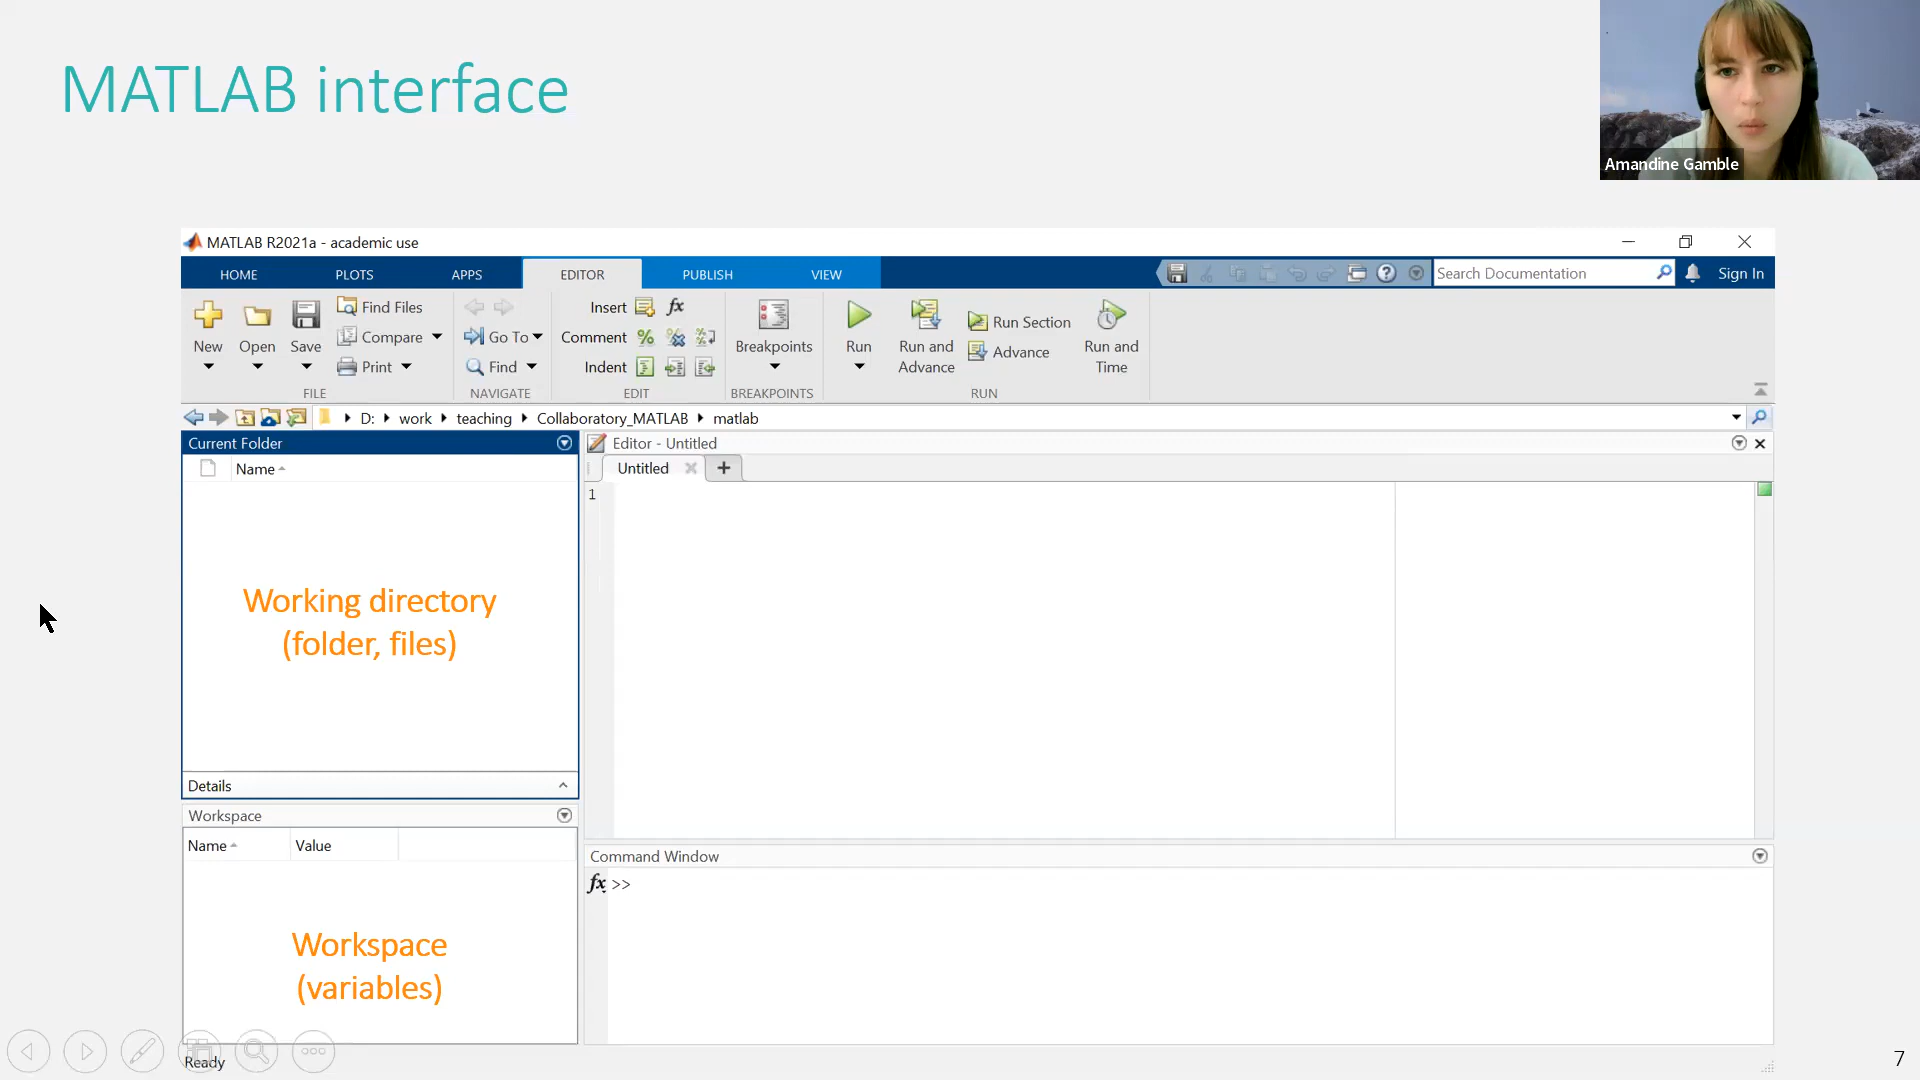 MATLAB interface
Amandine Gamble
MATLAB R2021a - academic use
HOME PLOTS APPS EDITOR PUBLISH VIEW Search Documentation Sign In
New Open Save Find Files Compare Print
FILE
Go To Find
NAVIGATE
Insert fx
Comment % 
Indent
EDIT
Breakpoints
BREAKPOINTS
Run
Run and
Advance
Run Section
Advance
Run and
Time
RUN
D: work teaching Collaboratory_MATLAB matlab
Current Folder
Name
Working directory
(folder, files)
Details
Workspace
Name Value
Workspace
(variables)
Editor - Untitled
Untitled +
1
Command Window
fx >>
Ready
7